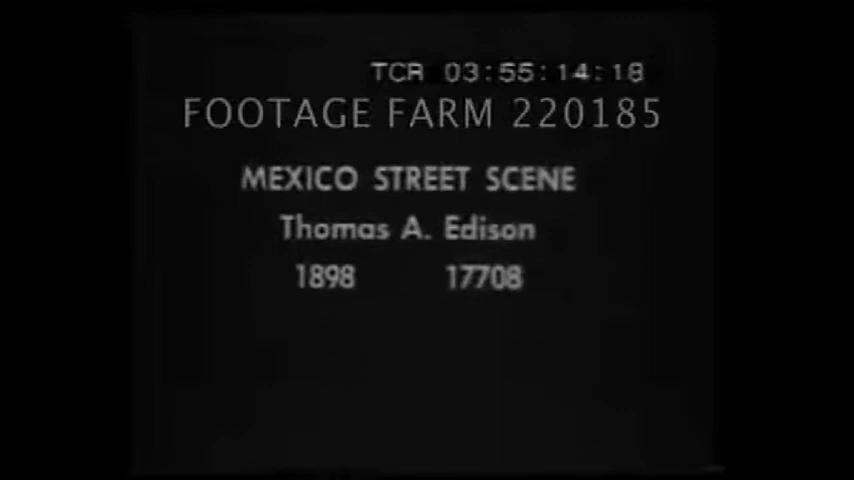 TCR 03:55:14:18
FOOTAGE FARM 220185
MEXICO STREET SCENE
Thomas A. Edison
1898 17708